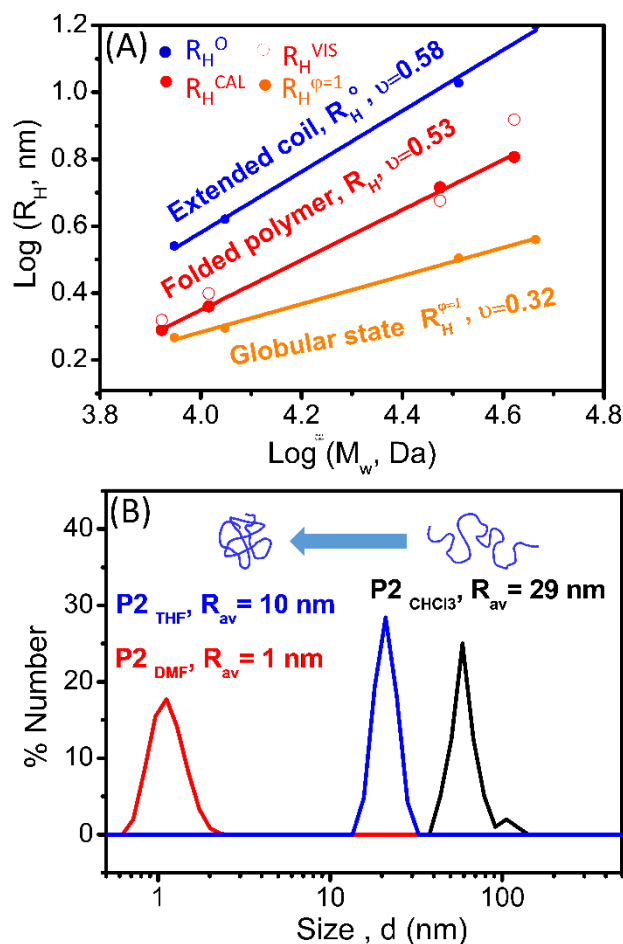 (A)
R_H^O
R_H^VIS
R_H^CAL
R_H^φ=1
Extended coil, R_H^o, υ=0.58
Folded polymer, R_H, υ=0.53
Globular state R_H^φ=1, υ=0.32
Log (R_H, nm)
1.2
1.0
0.8
0.6
0.4
0.2
3.8 4.0 4.2 4.4 4.6 4.8
Log (M_w, Da)
(B)
P2 THF, R_av = 10 nm
P2 CHCl3, R_av = 29 nm
P2 DMF, R_av = 1 nm
% Number
40
30
20
10
0
1 10 100
Size , d (nm)